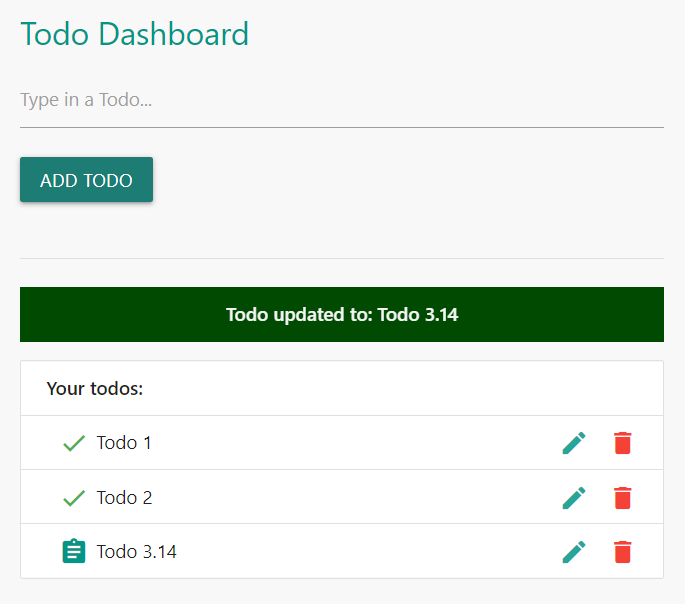 Todo Dashboard
Type in a Todo...
ADD TODO
Todo updated to: Todo 3.14
Your todos:
Todo 1
Todo 2
Todo 3.14